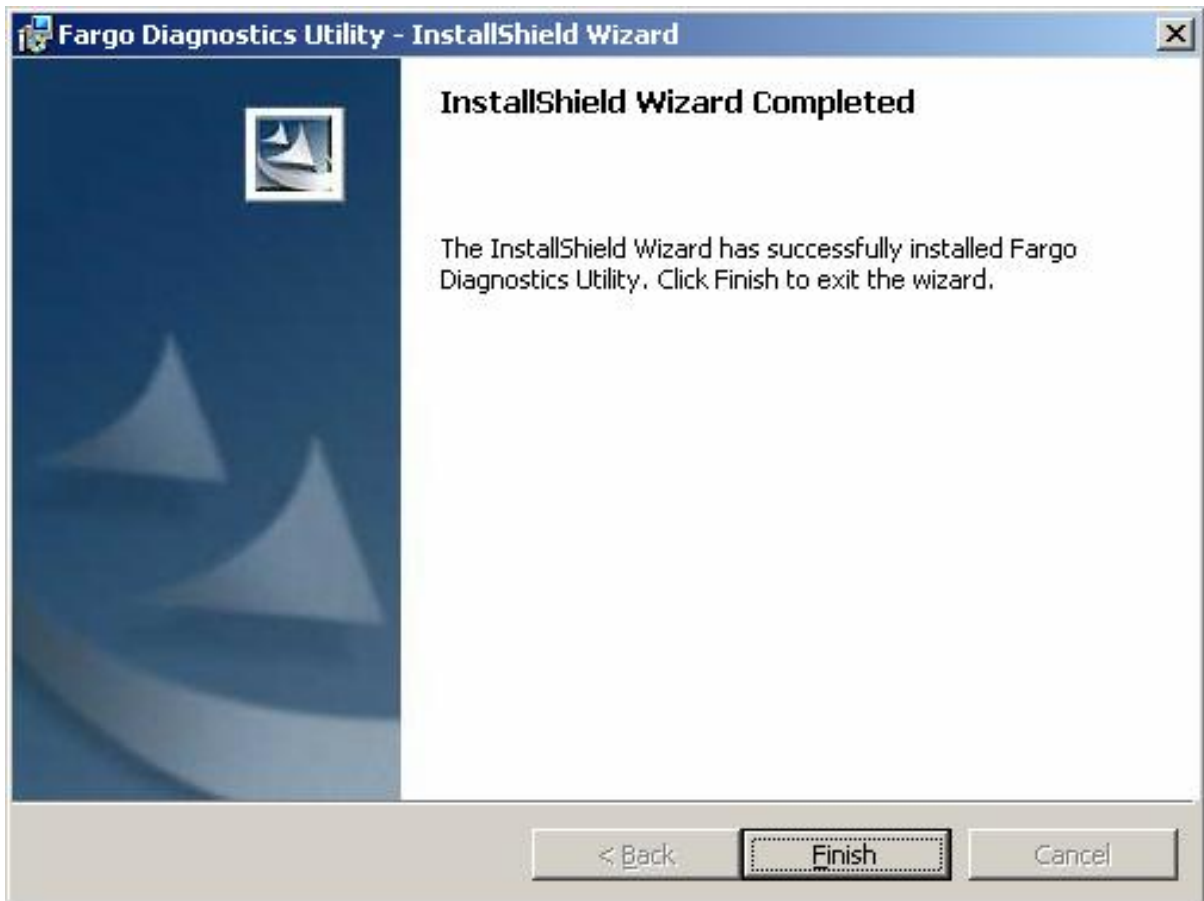 Fargo Diagnostics Utility - InstallShield Wizard
InstallShield Wizard Completed
The InstallShield Wizard has successfully installed Fargo
Diagnostics Utility. Click Finish to exit the wizard.
< Back
Finish
Cancel